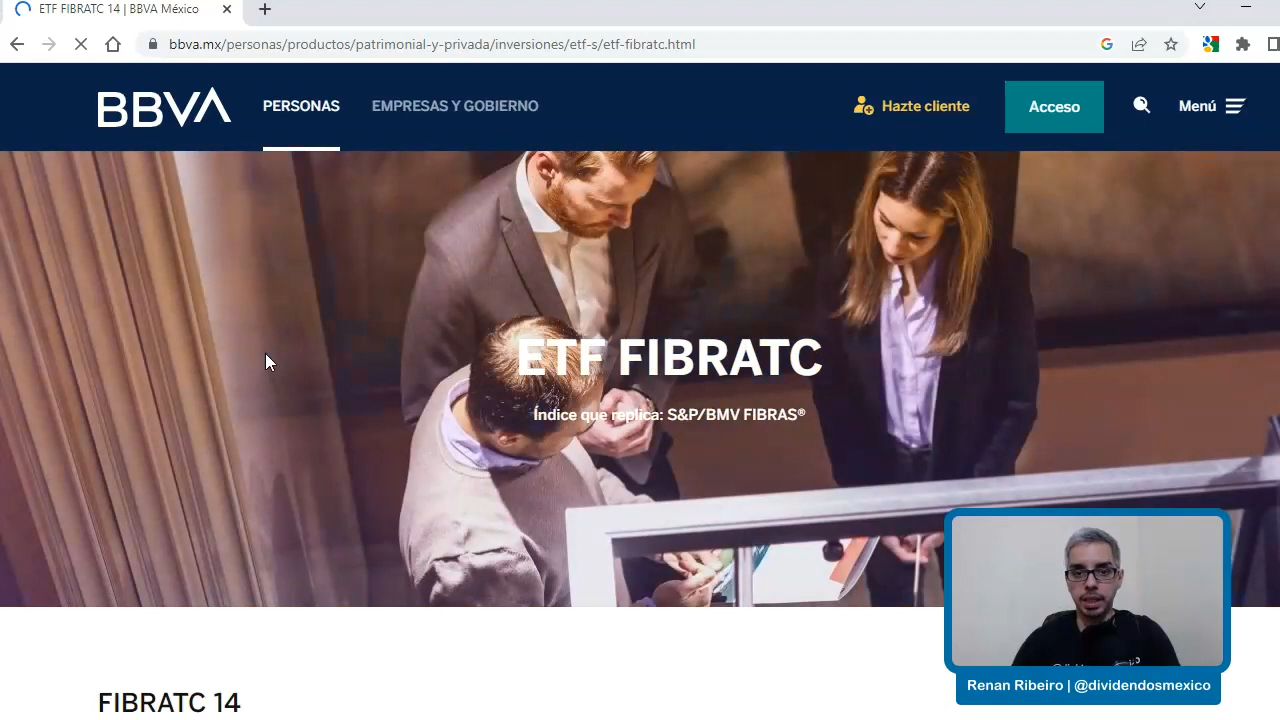 ETF FIBRATC 14 | BBVA México
bbva.mx/personas/productos/patrimonial-y-privada/inersiones/etf-s/etf-fibratc.html
BBVA
PERSONAS
EMPRESAS Y GOBIERNO
Hazte cliente
Acceso
Menú
ETF FIBRATC
Índice que replica: S&P/BMV FIBRAS®
FIBRATC 14
Renan Ribeiro | @dividendosmexico